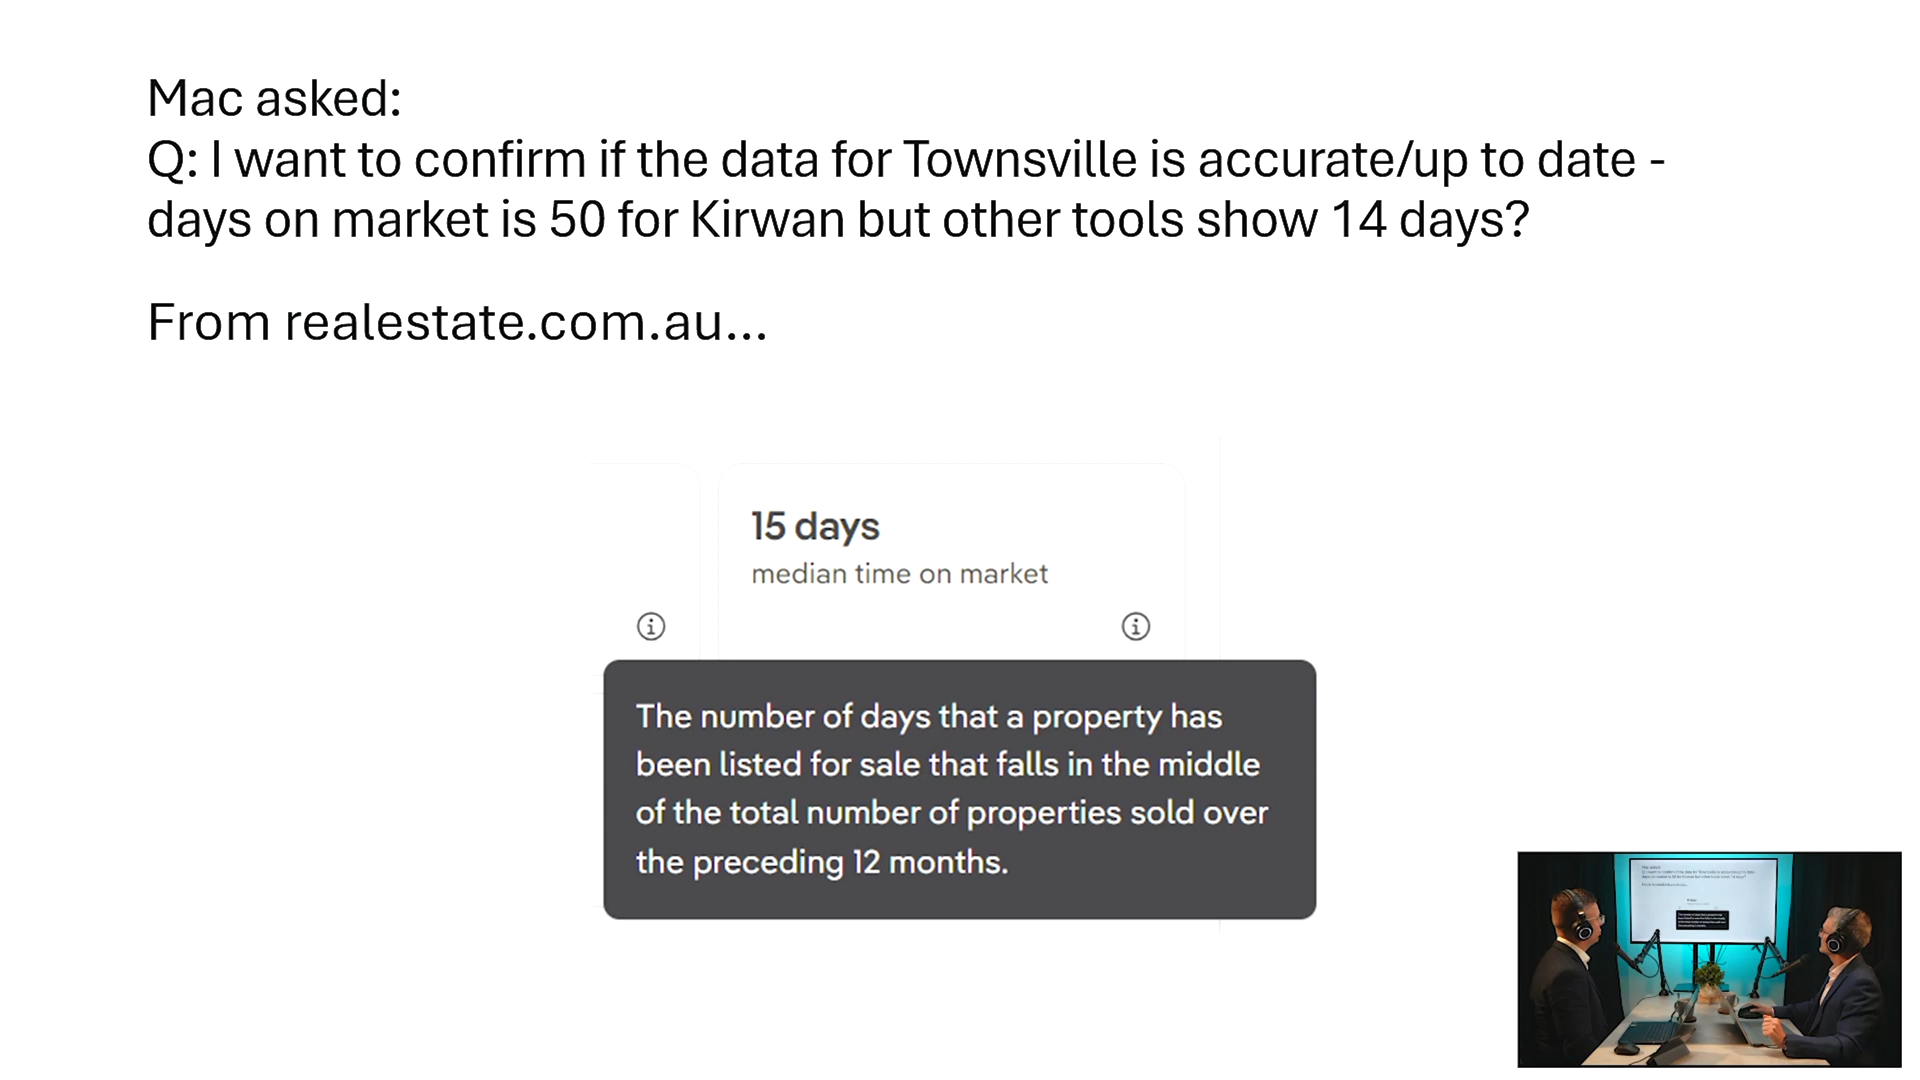 Mac asked:
Q: I want to confirm if the data for Townsville is accurate/up to date -
days on market is 50 for Kirwan but other tools show 14 days?
From realestate.com.au...
15 days
median time on market
The number of days that a property has
been listed for sale that falls in the middle
of the total number of properties sold over
the preceding 12 months.